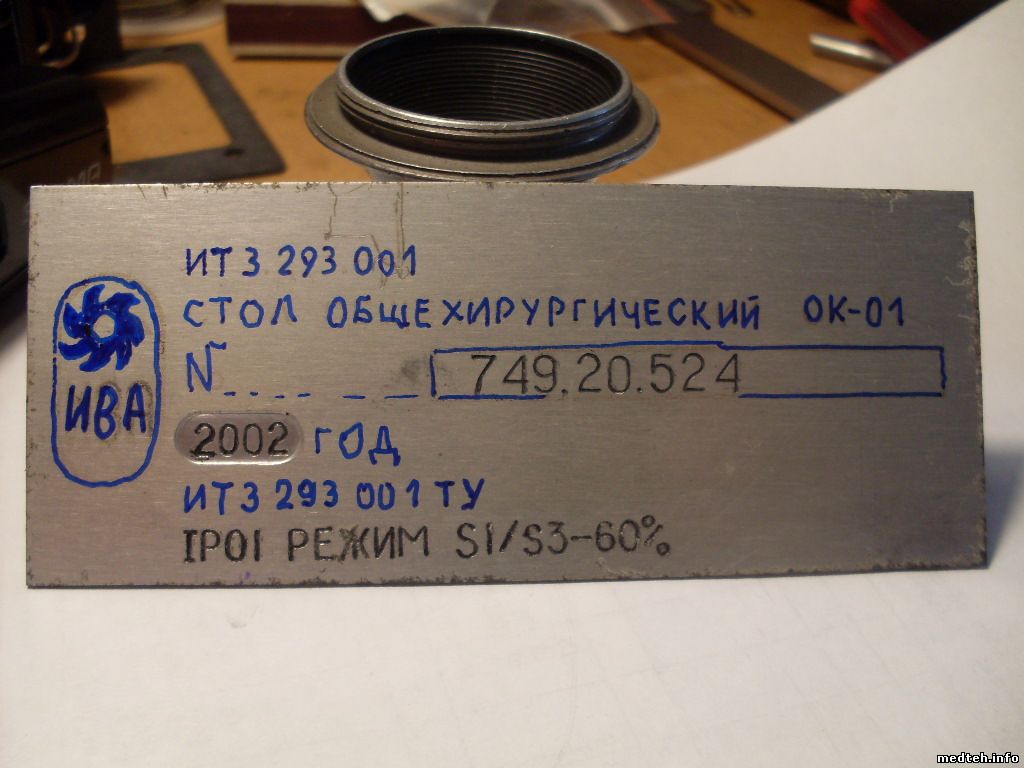 ИТ3 293 001
СТОЛ ОБЩЕХИРУРГИЧЕСКИЙ ОК-01
N 749.20.524
ИВА
2002 ГОД
ИТ3 293 001 ТУ
IP01 РЕЖИМ S1/S3-60%
medteh.info